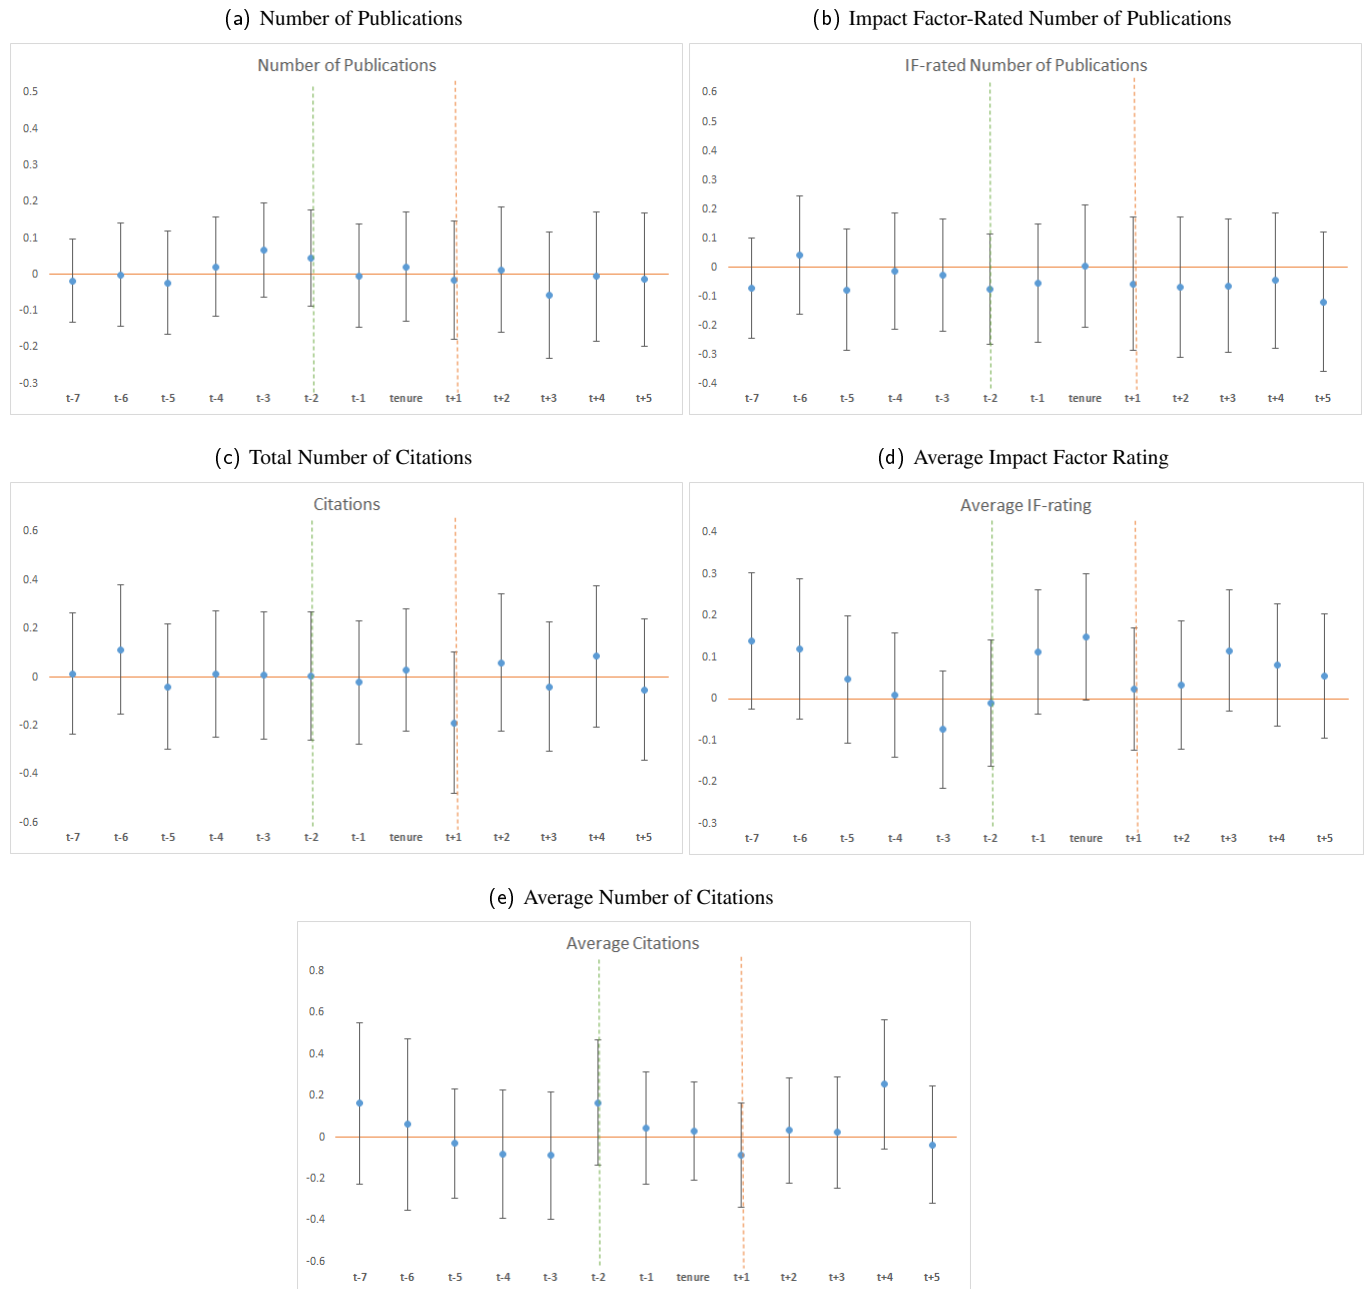 (a) Number of Publications
Number of Publications
0.5
0.4
0.3
0.2
0.1
0
-0.1
-0.2
-0.3
t-7 t-6 t-5 t-4 t-3 t-2 t-1 tenure t+1 t+2 t+3 t+4 t+5
(b) Impact Factor-Rated Number of Publications
IF-rated Number of Publications
0.6
0.5
0.4
0.3
0.2
0.1
0
-0.1
-0.2
-0.3
-0.4
t-7 t-6 t-5 t-4 t-3 t-2 t-1 tenure t+1 t+2 t+3 t+4 t+5
(c) Total Number of Citations
Citations
0.6
0.4
0.2
0
-0.2
-0.4
-0.6
t-7 t-6 t-5 t-4 t-3 t-2 t-1 tenure t+1 t+2 t+3 t+4 t+5
(d) Average Impact Factor Rating
Average IF-rating
0.4
0.3
0.2
0.1
0
-0.1
-0.2
-0.3
t-7 t-6 t-5 t-4 t-3 t-2 t-1 tenure t+1 t+2 t+3 t+4 t+5
(e) Average Number of Citations
Average Citations
0.8
0.6
0.4
0.2
0
-0.2
-0.4
-0.6
t-7 t-6 t-5 t-4 t-3 t-2 t-1 tenure t+1 t+2 t+3 t+4 t+5